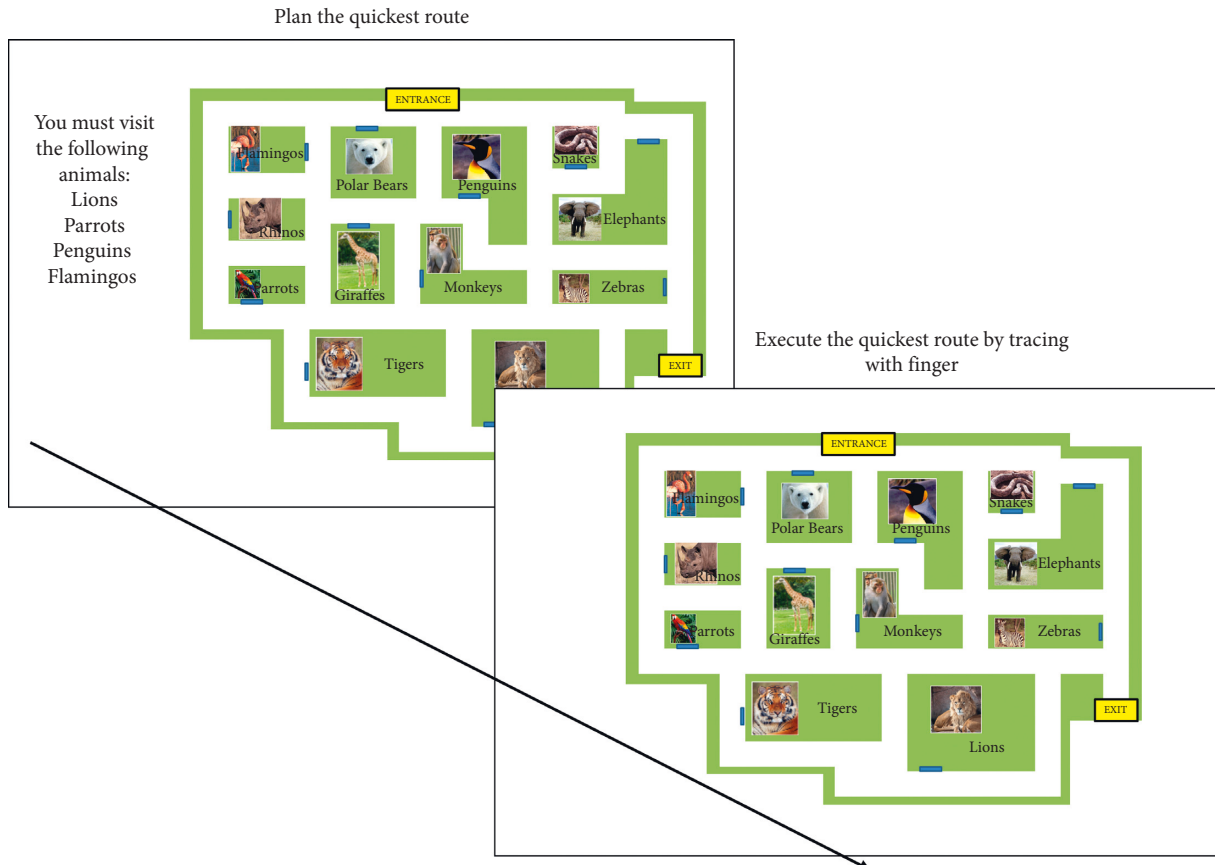 Plan the quickest route
You must visit
the following
animals:
Lions
Parrots
Penguins
Flamingos
ENTRANCE
Flamingos
Polar Bears
Penguins
Snakes
Rhinos
Elephants
Parrots
Giraffes
Monkeys
Zebras
Tigers
EXIT
Execute the quickest route by tracing
with finger
ENTRANCE
Flamingos
Polar Bears
Penguins
Snakes
Rhinos
Elephants
Parrots
Giraffes
Monkeys
Zebras
Tigers
Lions
EXIT